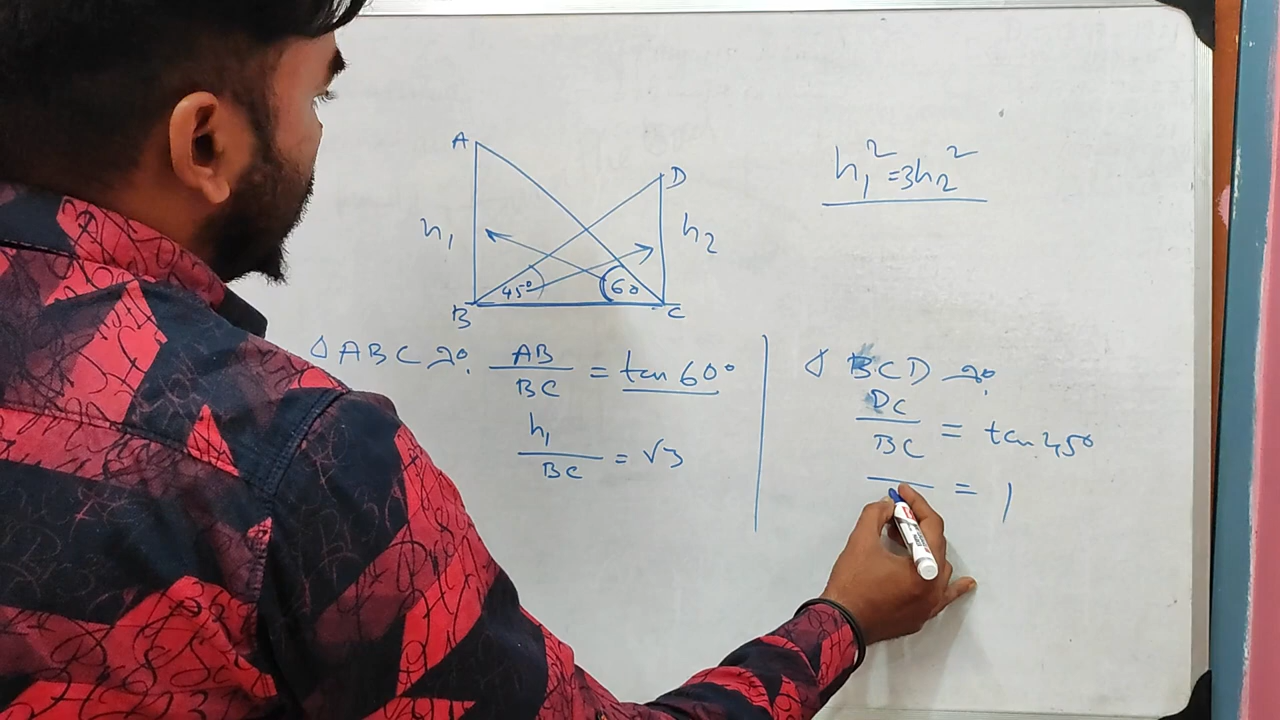 h₁² = 3h₂²
A
D
h₁
h₂
45°
60
B
C
Δ ABC এ, AB/BC = tan 60°
h₁/BC = √3
Δ BCD এ,
DC/BC = tan 45°
= 1